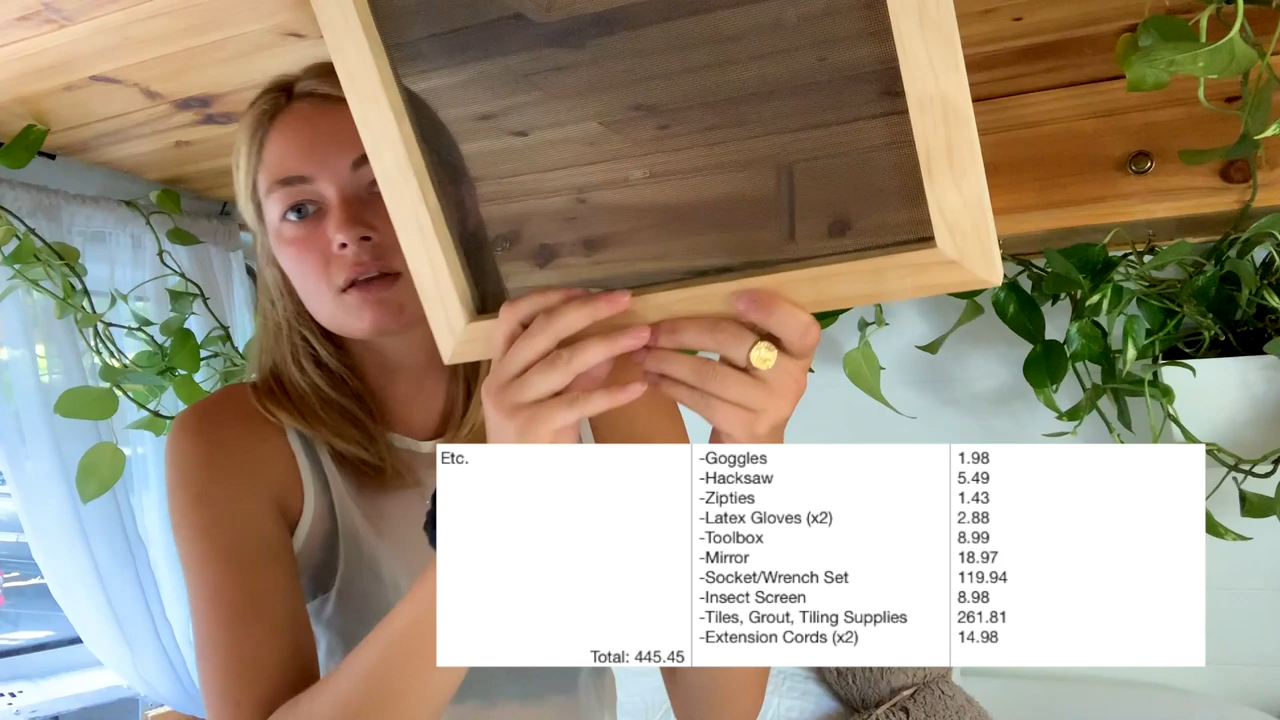 Etc.
-Goggles 1.98
-Hacksaw 5.49
-Zipties 1.43
-Latex Gloves (x2) 2.88
-Toolbox 8.99
-Mirror 18.97
-Socket/Wrench Set 119.94
-Insect Screen 8.98
-Tiles, Grout, Tiling Supplies 261.81
-Extension Cords (x2) 14.98
Total: 445.45